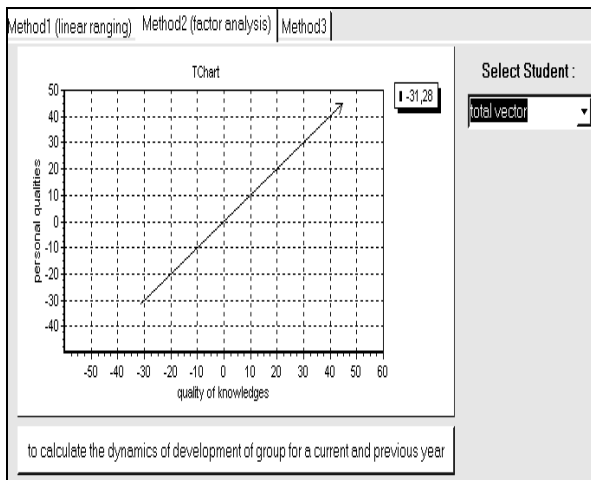 Method1 (linear ranging) Method2 (factor analysis) Method3
TChart
Select Student :
-31,28
total vector
50
40
30
20
10
0
-10
-20
-30
-40
personal qualities
-50 -40 -30 -20 -10 0 10 20 30 40 50 60
quality of knowledges
to calculate the dynamics of development of group for a current and previous year